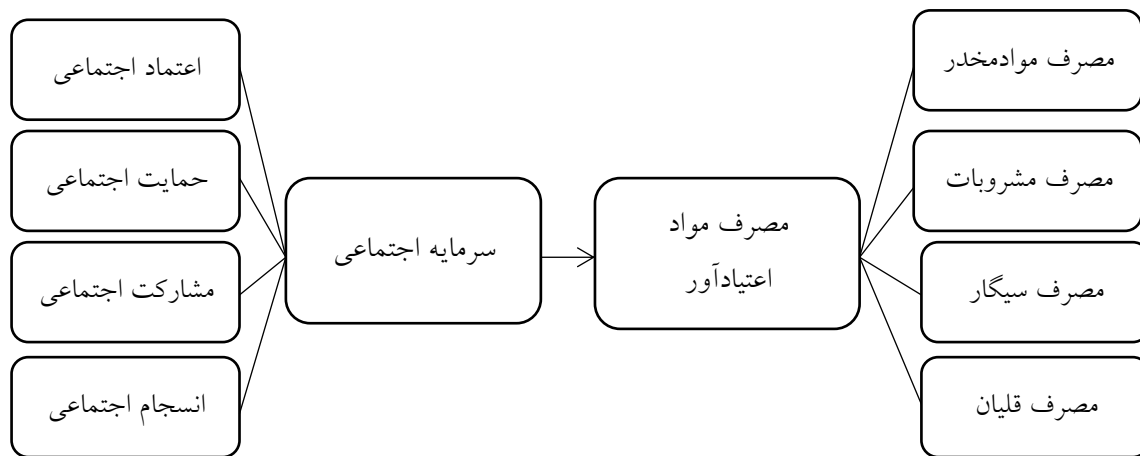 مصرف موادمخدر
اعتماد اجتماعی
مصرف مشروبات
حمایت اجتماعی
مصرف مواد
اعتیادآور
سرمایه اجتماعی
مصرف سیگار
مشارکت اجتماعی
مصرف قلیان
انسجام اجتماعی